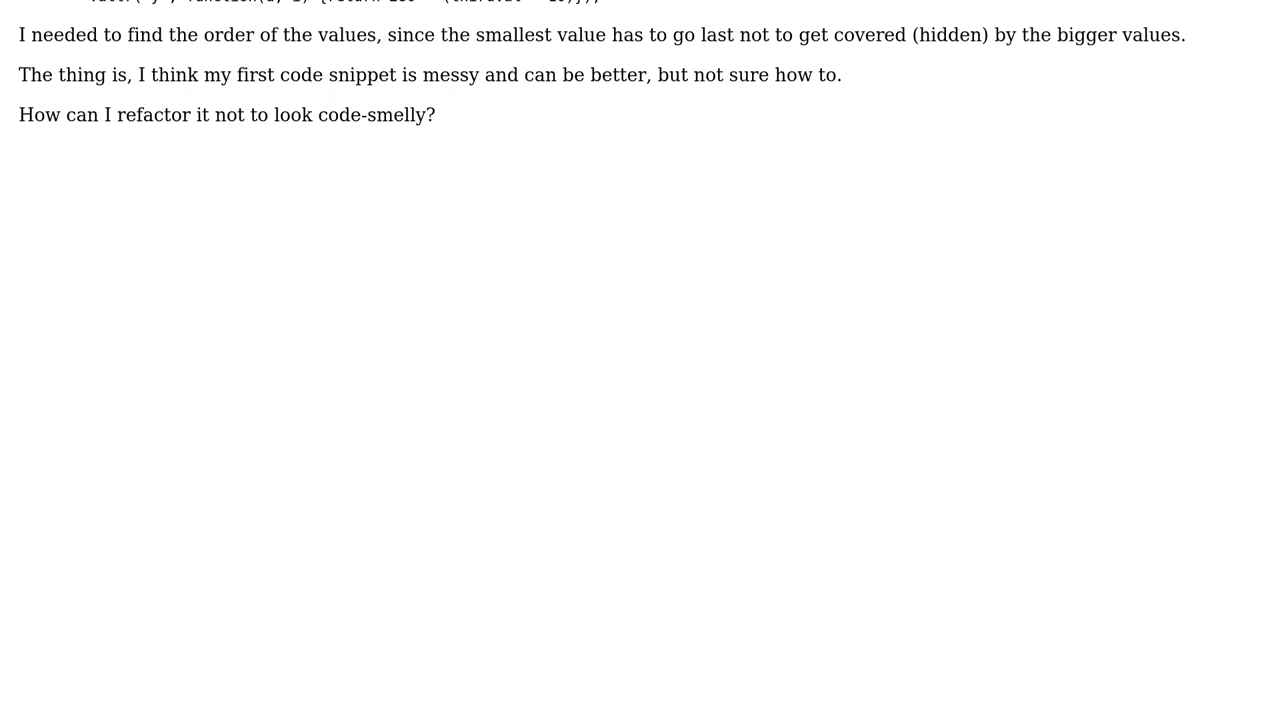 I needed to find the order of the values, since the smallest value has to go last not to get covered (hidden) by the bigger values.
The thing is, I think my first code snippet is messy and can be better, but not sure how to.
How can I refactor it not to look code-smelly?